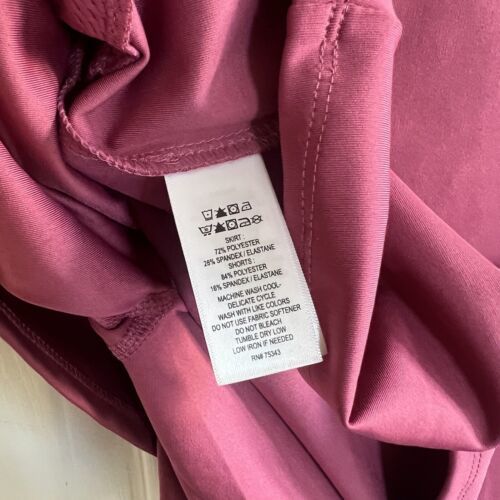 SKIRT:
72% POLYESTER
28% SPANDEX / ELASTANE
SHORTS:
84% POLYESTER
16% SPANDEX / ELASTANE
MACHINE WASH COOL-
DELICATE CYCLE
WASH WITH LIKE COLORS
DO NOT USE FABRIC SOFTENER
DO NOT BLEACH
TUMBLE DRY LOW
LOW IRON IF NEEDED
RN# 75343